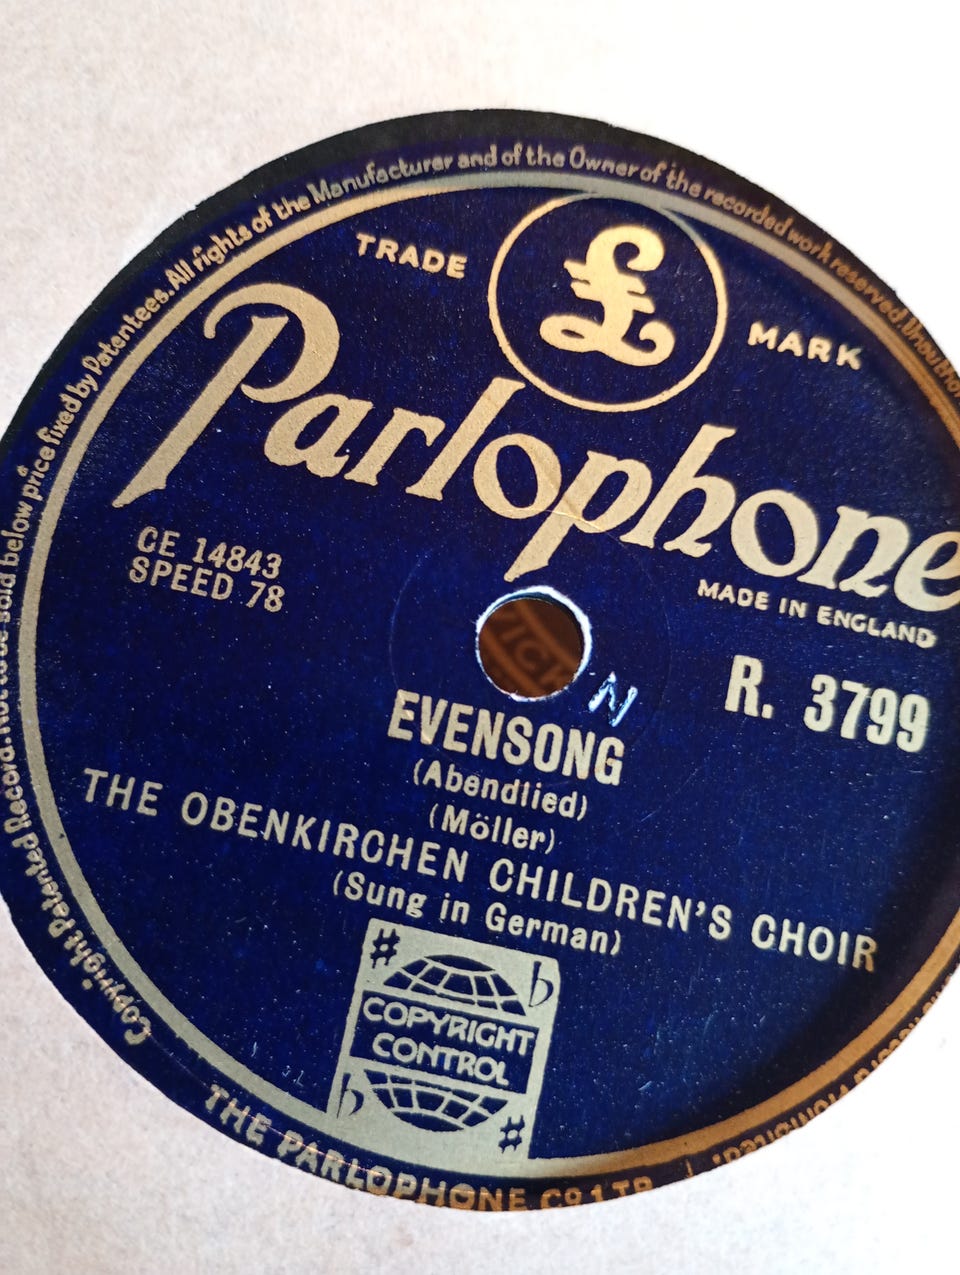 Copyright Patented Record. Not to be sold below price fixed by Patentees. All rights of the Manufacturer and of the Owner of the recorded work reserved. Unauthor
TRADE £ MARK
Parlophone
MADE IN ENGLAND
CE 14843
SPEED 78
R. 3799
N
EVENSONG
(Abendlied)
(Möller)
THE OBENKIRCHEN CHILDREN'S CHOIR
(Sung in German)
COPYRIGHT
CONTROL
THE PARLOPHONE CO. LTD.